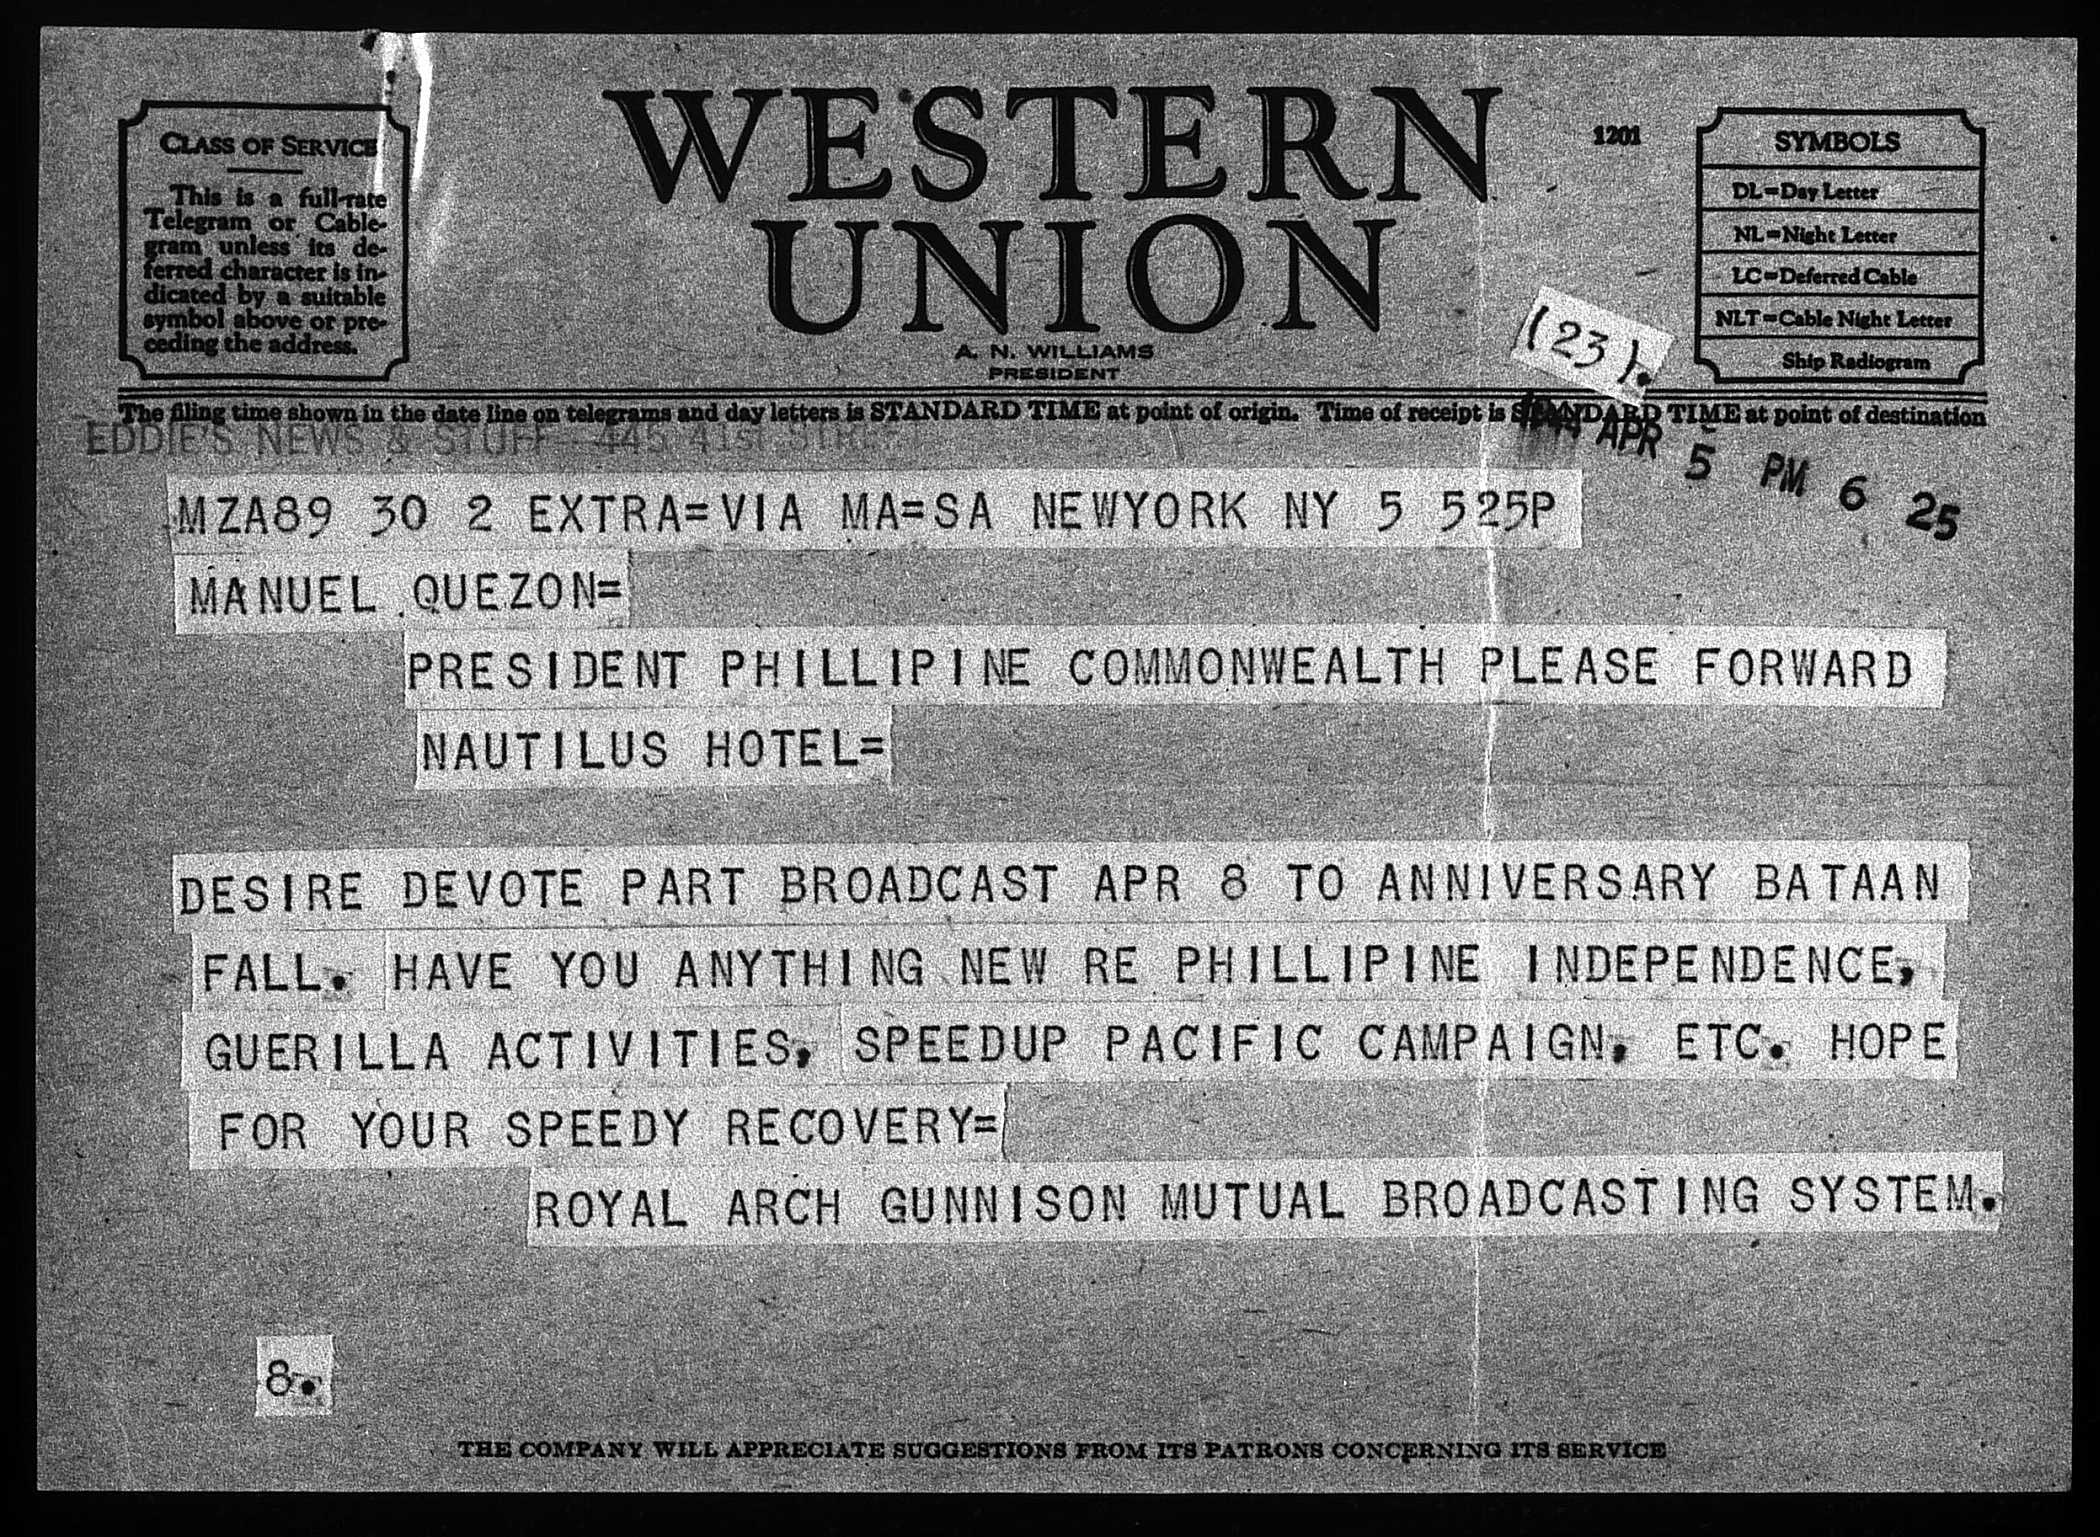 WESTERN
UNION
1201
A. N. WILLIAMS
PRESIDENT
CLASS OF SERVICE
This is a full-rate
Telegram or Cable-
gram unless its de-
ferred character is in-
dicated by a suitable
symbol above or pre-
ceding the address.
SYMBOLS
DL=Day Letter
NL=Night Letter
LC=Deferred Cable
NLT=Cable Night Letter
Ship Radiogram
(23).
The filing time shown in the date line on telegrams and day letters is STANDARD TIME at point of origin. Time of receipt is STANDARD TIME at point of destination
EDDIE'S NEWS & STUFF 445 41st
APR 5 PM 6 25
MZA89 30 2 EXTRA=VIA MA=SA NEWYORK NY 5 525P
MANUEL QUEZON=
PRESIDENT PHILLIPINE COMMONWEALTH PLEASE FORWARD
NAUTILUS HOTEL=
DESIRE DEVOTE PART BROADCAST APR 8 TO ANNIVERSARY BATAAN
FALL. HAVE YOU ANYTHING NEW RE PHILLIPINE INDEPENDENCE,
GUERILLA ACTIVITIES, SPEEDUP PACIFIC CAMPAIGN, ETC. HOPE
FOR YOUR SPEEDY RECOVERY=
ROYAL ARCH GUNNISON MUTUAL BROADCASTING SYSTEM.
8.
THE COMPANY WILL APPRECIATE SUGGESTIONS FROM ITS PATRONS CONCERNING ITS SERVICE